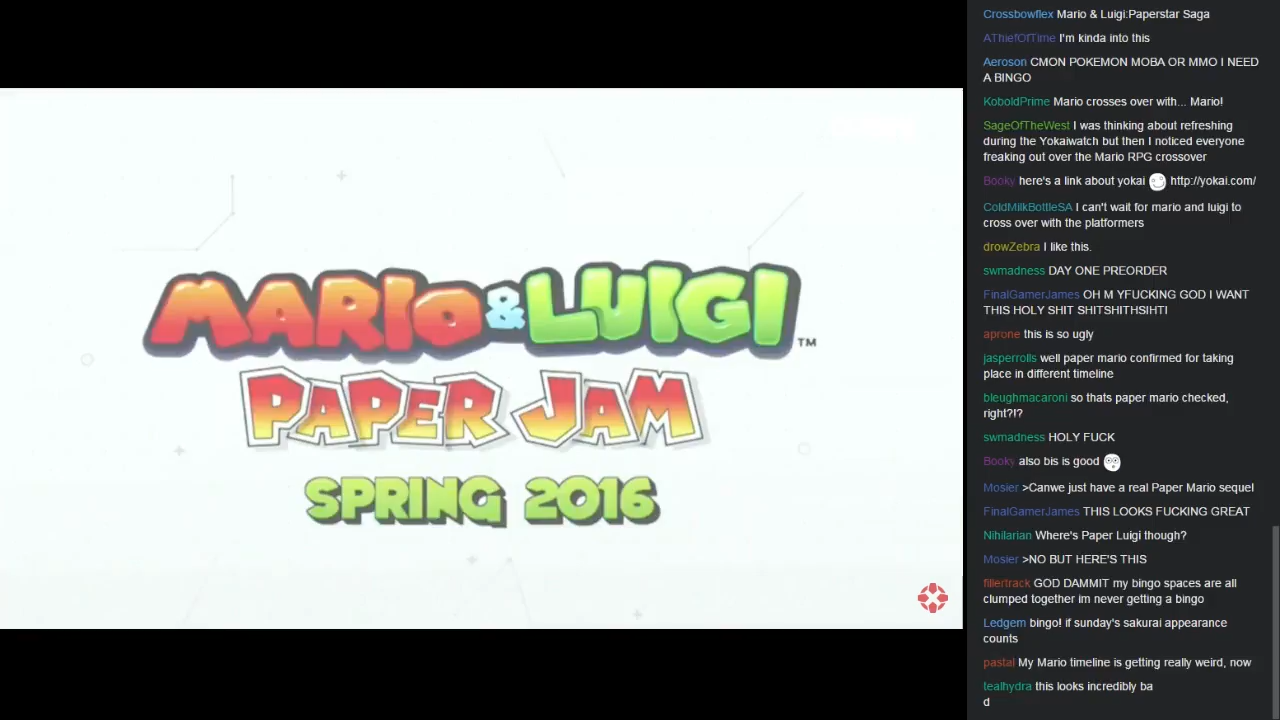 MARIO & LUIGI™
PAPER JAM
SPRING 2016
Crossbowflex Mario & Luigi:Paperstar Saga
AThiefOfTime I'm kinda into this
Aeroson CMON POKEMON MOBA OR MMO I NEED
A BINGO
KoboldPrime Mario crosses over with... Mario!
SageOfTheWest I was thinking about refreshing
during the Yokaiwatch but then I noticed everyone
freaking out over the Mario RPG crossover
Booky here's a link about yokai http://yokai.com/
ColdMilkBottleSA I can't wait for mario and luigi to
cross over with the platformers
drowZebra I like this.
swmadness DAY ONE PREORDER
FinalGamerJames OH M YFUCKING GOD I WANT
THIS HOLY SHIT SHITSHITHSIHTI
aprone this is so ugly
jasperrolls well paper mario confirmed for taking
place in different timeline
bleughmacaroni so thats paper mario checked,
right?!?
swmadness HOLY FUCK
Booky also bis is good
Mosier >Canwe just have a real Paper Mario sequel
FinalGamerJames THIS LOOKS FUCKING GREAT
Nihilarian Where's Paper Luigi though?
Mosier >NO BUT HERE'S THIS
fillertrack GOD DAMMIT my bingo spaces are all
clumped together im never getting a bingo
Ledgem bingo! if sunday's sakurai appearance
counts
pastal My Mario timeline is getting really weird, now
tealhydra this looks incredibly ba
d